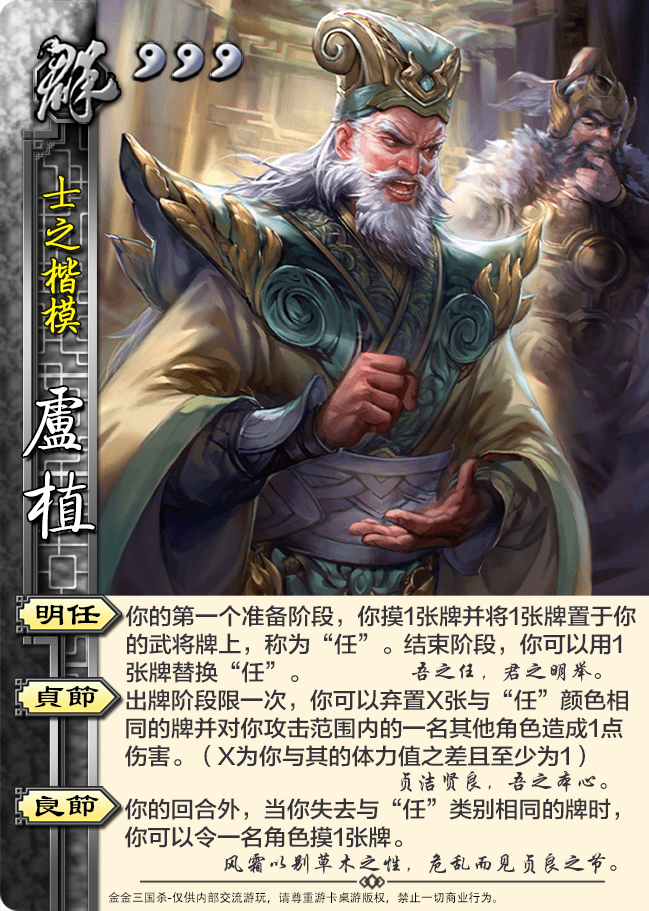 群
士之楷模
盧植
明任
你的第一个准备阶段，你摸1张牌并将1张牌置于你
的武将牌上，称为“任”。结束阶段，你可以用1
张牌替换“任”。
吾之任，君之明举。
貞節
出牌阶段限一次，你可以弃置X张与“任”颜色相
同的牌并对你攻击范围内的一名其他角色造成1点
伤害。（X为你与其的体力值之差且至少为1）
贞洁贤良，吾之本心。
良節
你的回合外，当你失去与“任”类别相同的牌时，
你可以令一名角色摸1张牌。
风霜以别草木之性，危乱而见贞良之节。
金金三国杀-仅供内部交流游玩，请尊重游卡桌游版权，禁止一切商业行为。